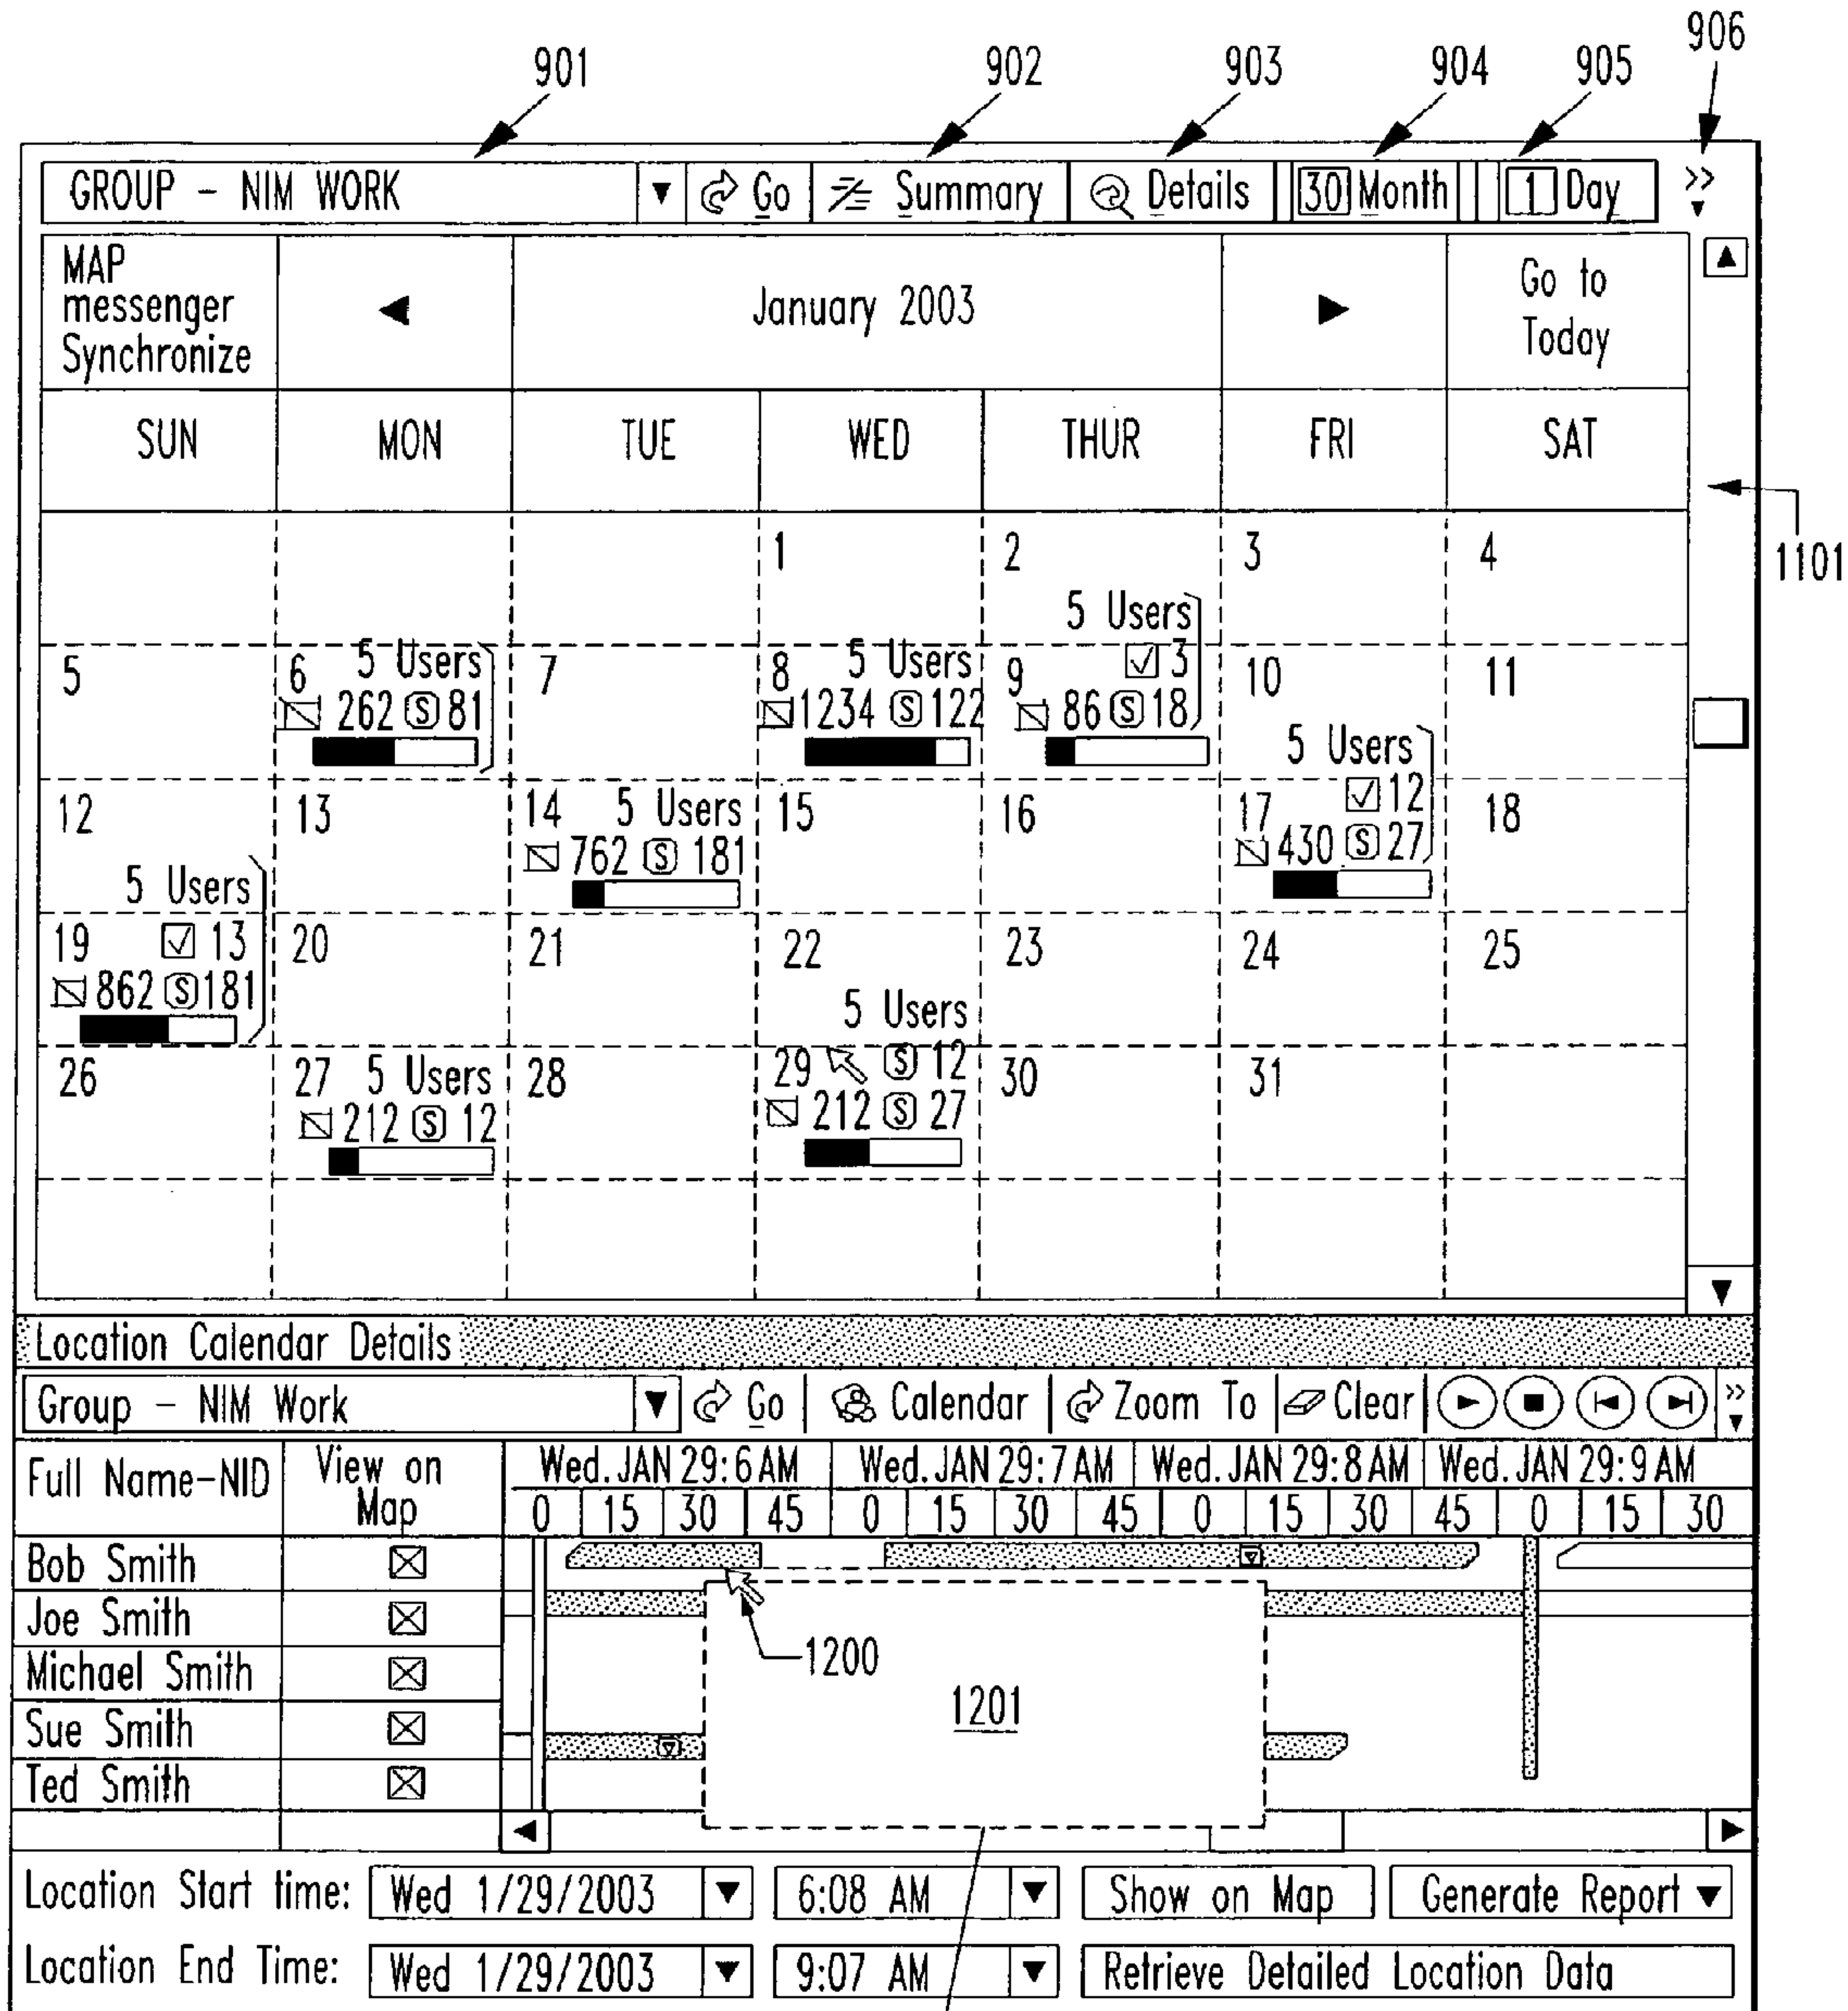 906
901 902 903 904 905
GROUP - NIM WORK Go Summary Details 30 Month 1 Day >>
MAP messenger Synchronize January 2003 Go to Today
SUN MON TUE WED THUR FRI SAT
1101
1 2 3 4
5 Users
5 6 5 Users 7 8 5 Users 9 3 10 11
262 S 81 1234 S 122 86 S 18
5 Users
12 13 14 5 Users 15 16 17 12 18
762 S 181 430 S 27
5 Users
19 13 20 21 22 23 24 25
862 S 181
5 Users
26 27 5 Users 28 29 S 12 30 31
212 S 12 212 S 27
Location Calendar Details
Group - NIM Work Go Calendar Zoom To Clear >>
Full Name-NID View on Map Wed. JAN 29:6 AM Wed. JAN 29:7 AM Wed. JAN 29:8 AM Wed. JAN 29:9 AM
0 15 30 45 0 15 30 45 0 15 30 45 0 15 30
Bob Smith
Joe Smith
1200
Michael Smith
1201
Sue Smith
Ted Smith
Location Start time: Wed 1/29/2003 6:08 AM Show on Map Generate Report
Location End Time: Wed 1/29/2003 9:07 AM Retrieve Detailed Location Data